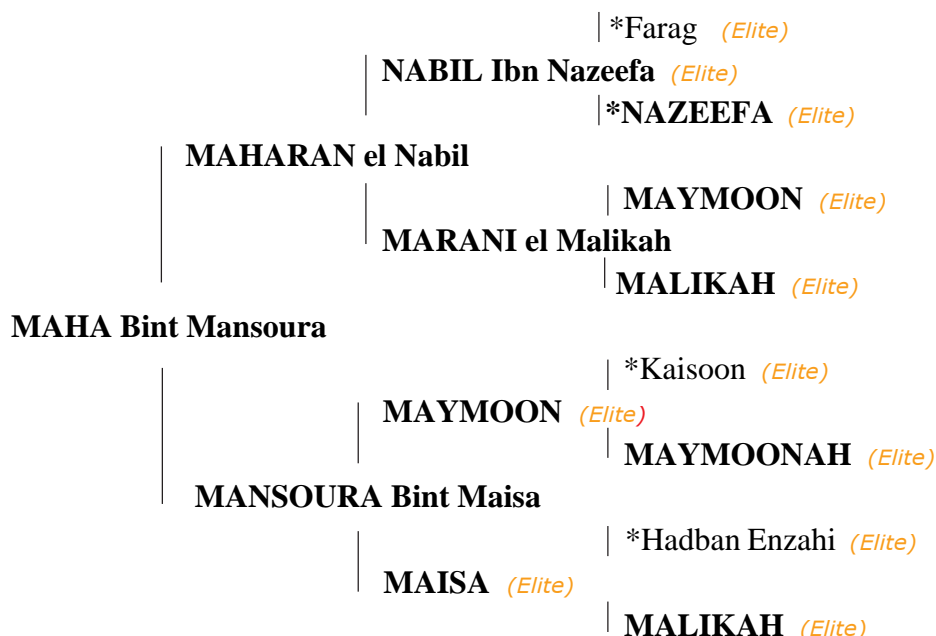 *Farag (Elite)
NABIL Ibn Nazeefa (Elite)
*NAZEEFA (Elite)
MAHARAN el Nabil
MAYMOON (Elite)
MARANI el Malikah
MALIKAH (Elite)
MAHA Bint Mansoura
*Kaisoon (Elite)
MAYMOON (Elite)
MAYMOONAH (Elite)
MANSOURA Bint Maisa
*Hadban Enzahi (Elite)
MAISA (Elite)
MALIKAH (Elite)